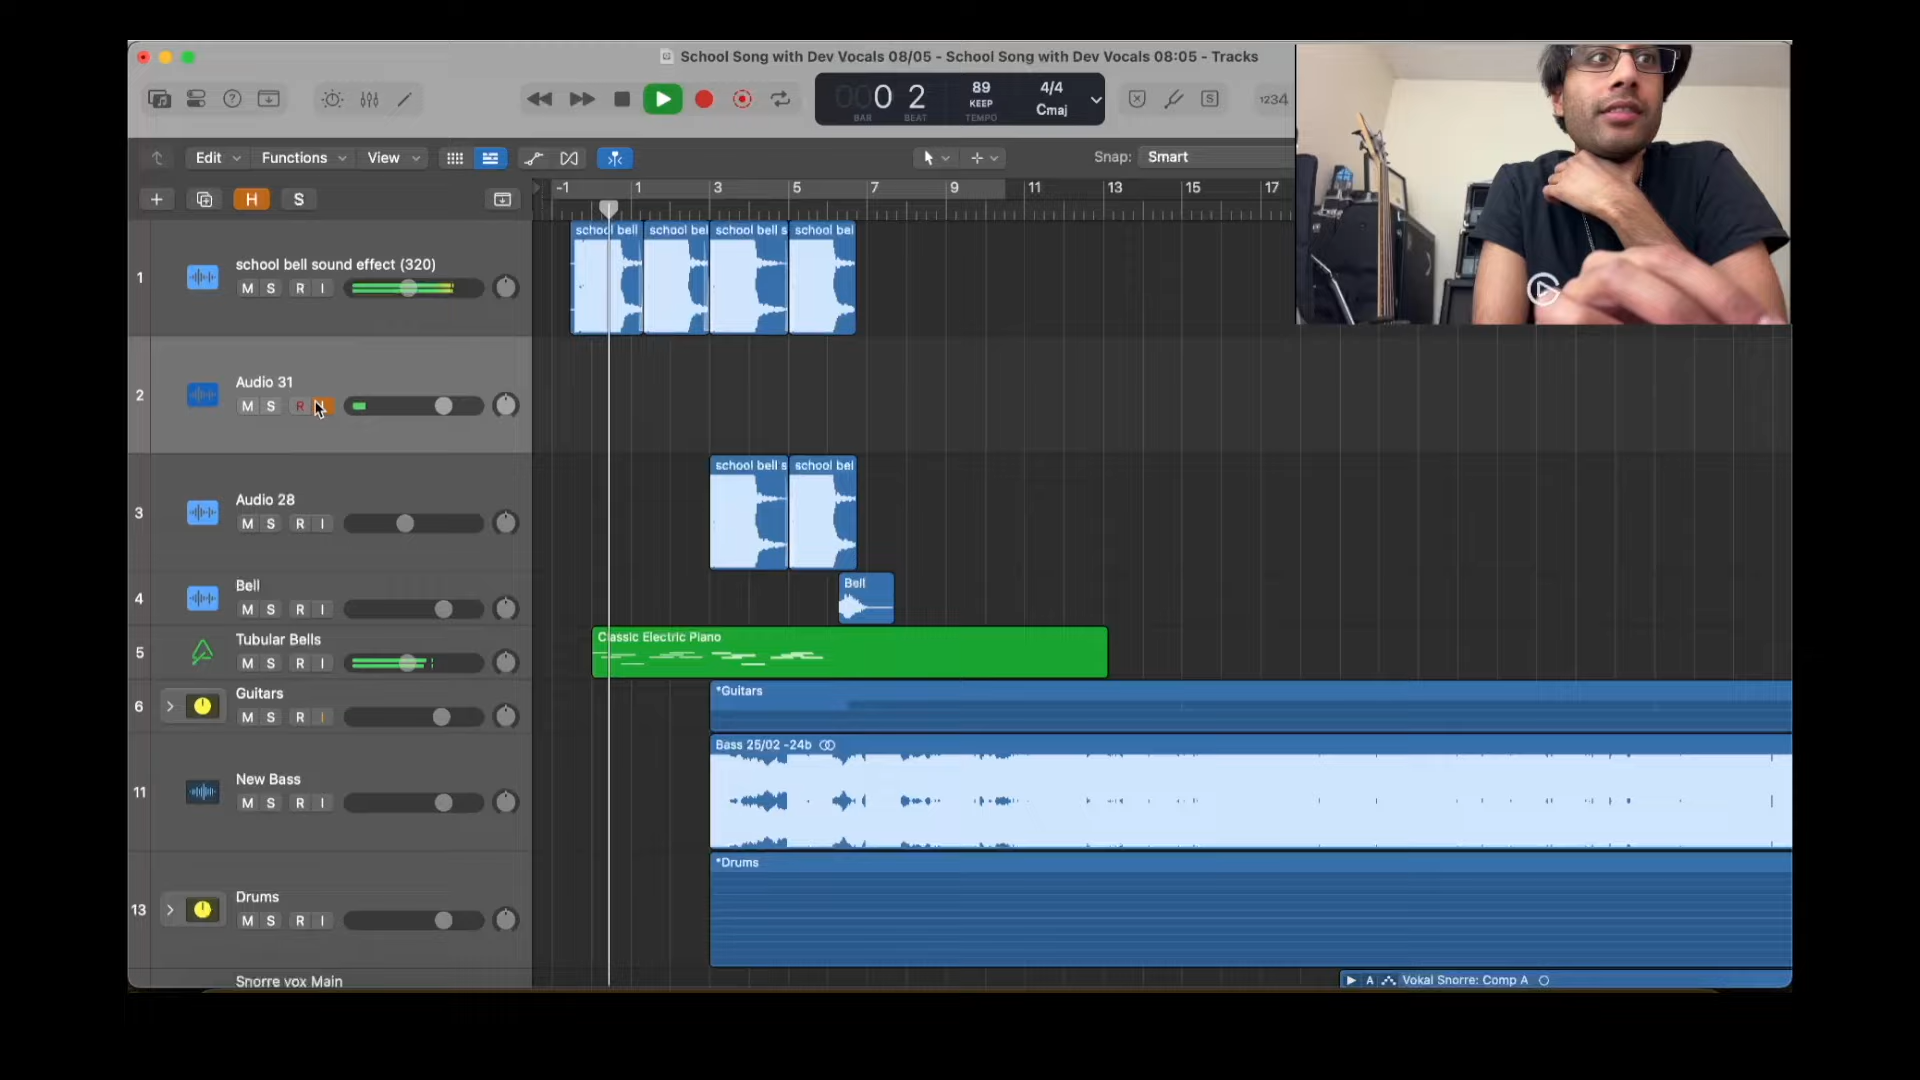 School Song with Dev Vocals 08/05 - School Song with Dev Vocals 08:05 - Tracks
000 2
BAR BEAT
89
KEEP
TEMPO
4/4
Cmaj
S
1234
Edit
Functions
View
Snap: Smart
H S
-1 1 3 5 7 9 11 13 15 17
1
school bell sound effect (320)
M S R I
school bell
school bel
school bell s
school bel
2
Audio 31
M S R
3
Audio 28
M S R I
school bell s
school bel
4
Bell
M S R I
Bell
5
Tubular Bells
M S R I
Classic Electric Piano
6
Guitars
M S R I
*Guitars
11
New Bass
M S R I
Bass 25/02 -24b
13
Drums
M S R I
*Drums
Snorre vox Main
A Vokal Snorre: Comp A